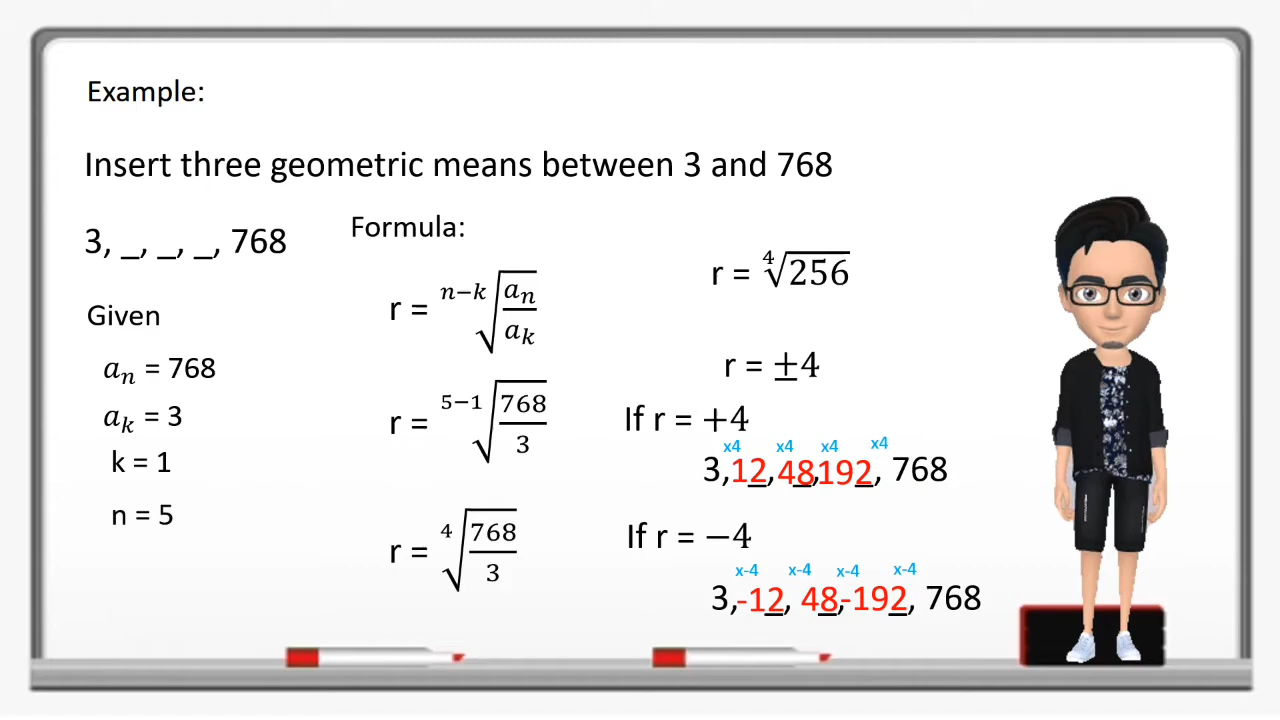 Example:
Insert three geometric means between 3 and 768
3, _, _, _, 768
Given
aₙ = 768
aₖ = 3
k = 1
n = 5
Formula:
r = ⁿ⁻ᵏ√(aₙ/aₖ)
r = ⁵⁻¹√(768/3)
r = ⁴√(768/3)
r = ⁴√256
r = ±4
If r = +4
x4 x4 x4 x4
3,12,48,192, 768
If r = −4
x-4 x-4 x-4 x-4
3,-12, 48,-192, 768